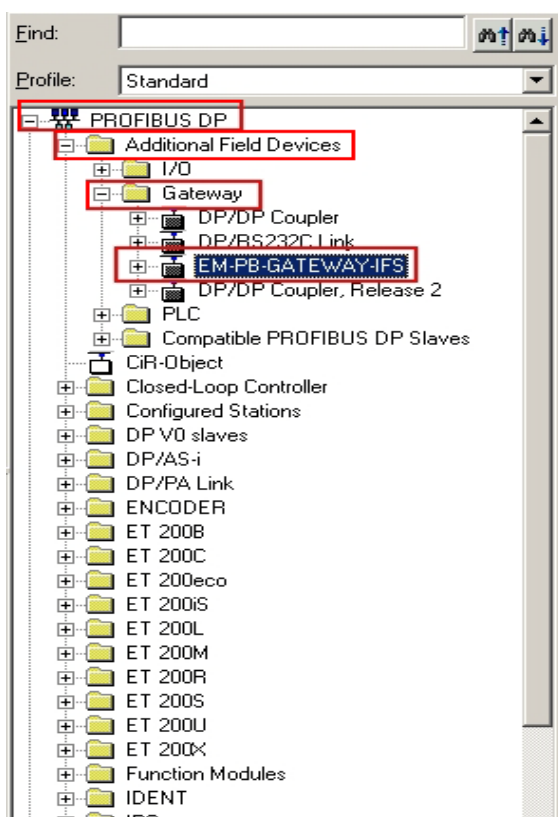 Find:
Profile: Standard
PROFIBUS DP
Additional Field Devices
I/O
Gateway
DP/DP Coupler
DP/RS232C Link
EM-PB-GATEWAY-IFS
DP/DP Coupler, Release 2
PLC
Compatible PROFIBUS DP Slaves
CiR-Object
Closed-Loop Controller
Configured Stations
DP V0 slaves
DP/AS-i
DP/PA Link
ENCODER
ET 200B
ET 200C
ET 200eco
ET 200iS
ET 200L
ET 200M
ET 200R
ET 200S
ET 200U
ET 200X
Function Modules
IDENT